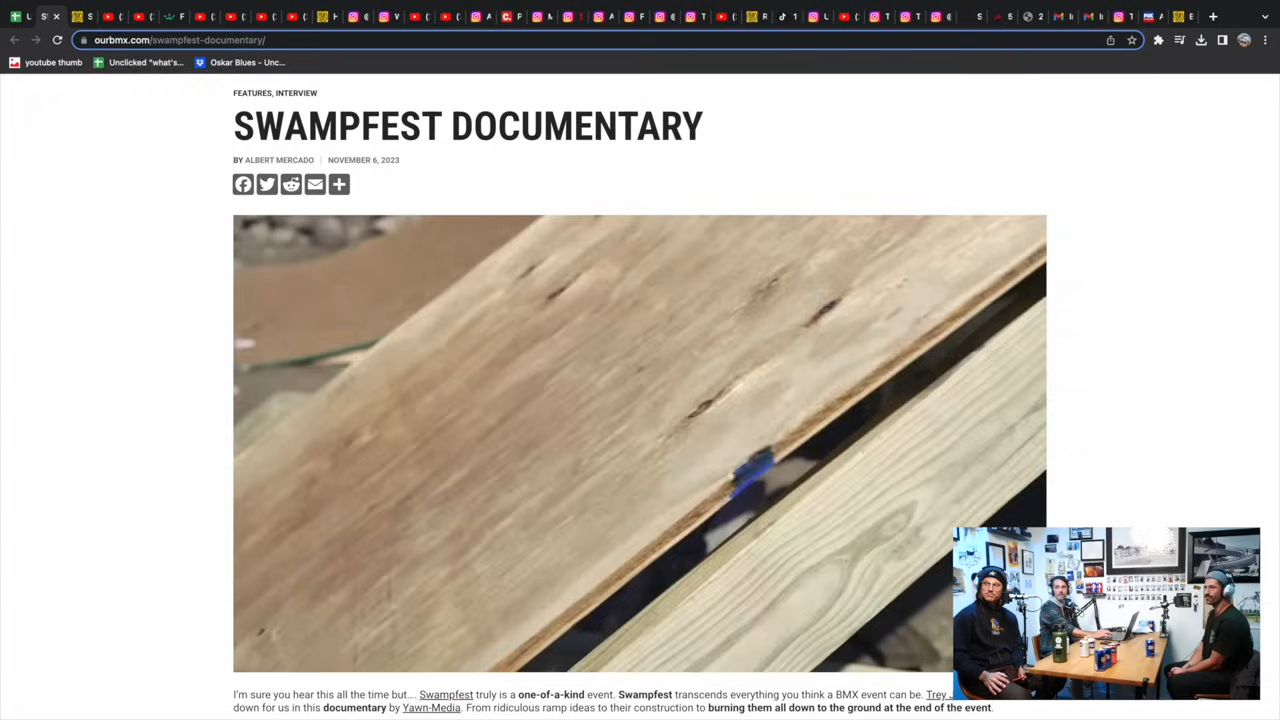 ourbmx.com/swampfest-documentary/
youtube thumb
Unclicked "what's...
Oskar Blues - Unc...
FEATURES, INTERVIEW
SWAMPFEST DOCUMENTARY
BY ALBERT MERCADO | NOVEMBER 6, 2023
I'm sure you hear this all the time but.... Swampfest truly is a one-of-a-kind event. Swampfest transcends everything you think a BMX event can be. Trey
down for us in this documentary by Yawn-Media. From ridiculous ramp ideas to their construction to burning them all down to the ground at the end of the event.